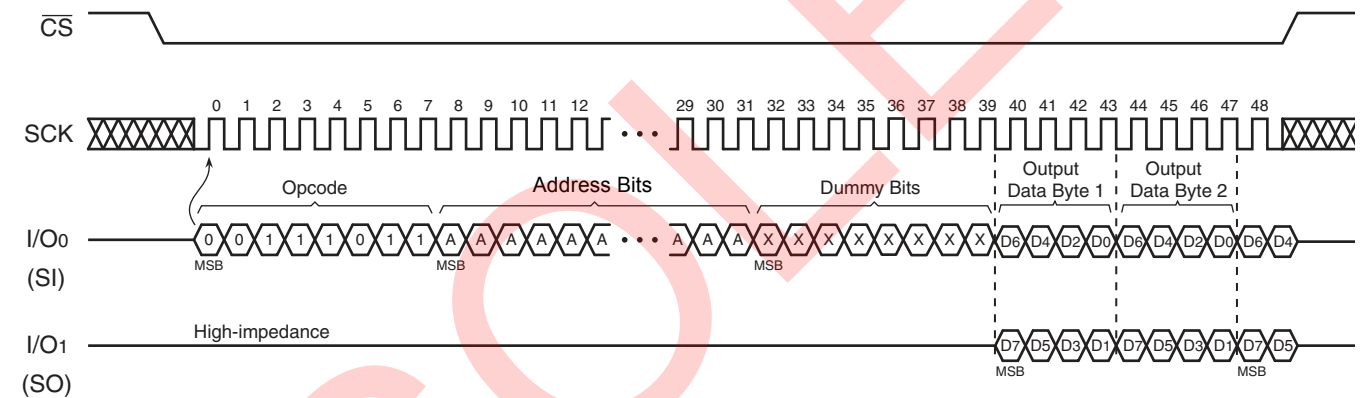 CS
0 1 2 3 4 5 6 7 8 9 10 11 12 29 30 31 32 33 34 35 36 37 38 39 40 41 42 43 44 45 46 47 48
SCK
Opcode Address Bits Dummy Bits Output Data Byte 1 Output Data Byte 2
I/O0 0 0 1 1 1 0 1 1 A A A A A A ••• A A A X X X X X X X X D6 D4 D2 D0 D6 D4 D2 D0 D6 D4
MSB MSB MSB
(SI)
High-impedance
I/O1 D7 D5 D3 D1 D7 D5 D3 D1 D7 D5
MSB MSB
(SO)